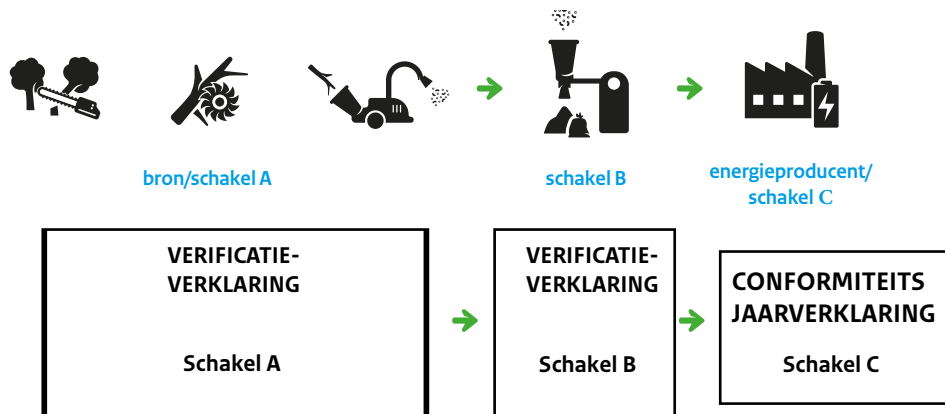 bron/schakel A
schakel B
energieproducent/
schakel C
VERIFICATIE-
VERKLARING
Schakel A
VERIFICATIE-
VERKLARING
Schakel B
CONFORMITEITS
JAARVERKLARING
Schakel C